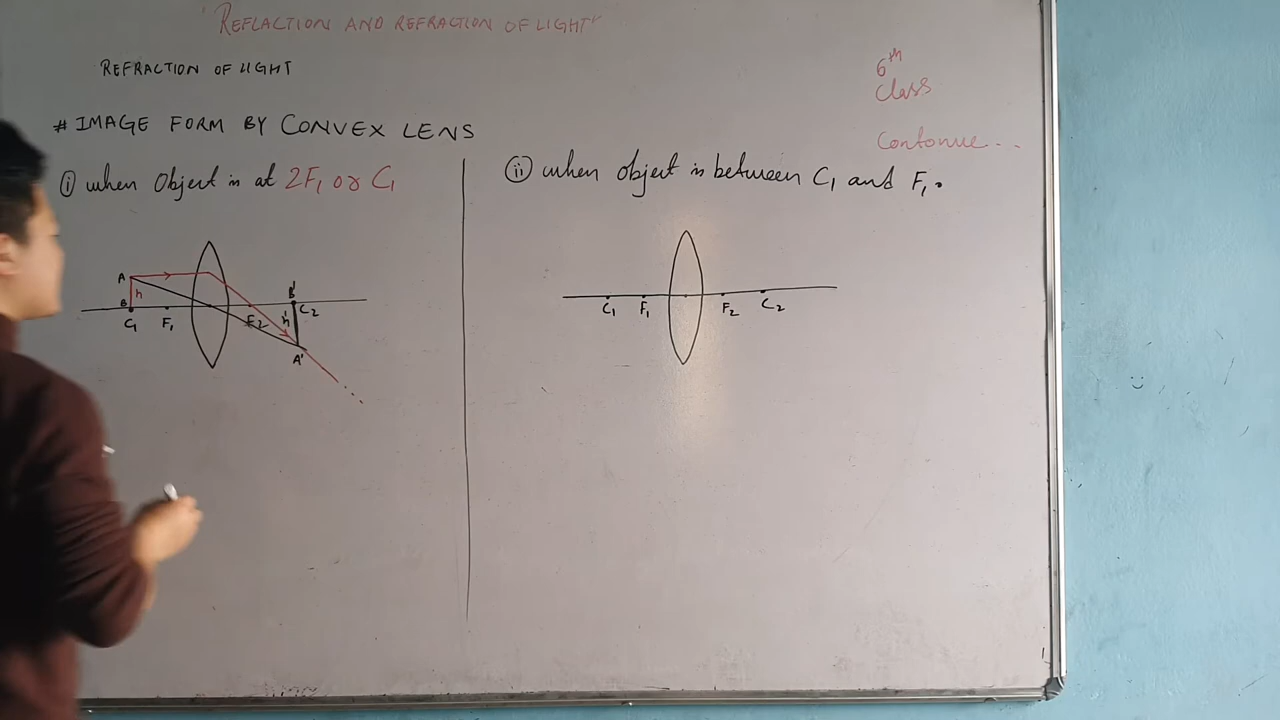 REFLACTION AND REFRACTION OF LIGHT
REFRACTION OF LIGHT
6th
Class
Contonue...
# IMAGE FORM BY CONVEX LENS
(i) when Object is at 2F1 or C1
A
h
B
C1
F1
F2
B'
C2
h'
A'
(ii) when object is between C1 and F1.
C1
F1
F2
C2